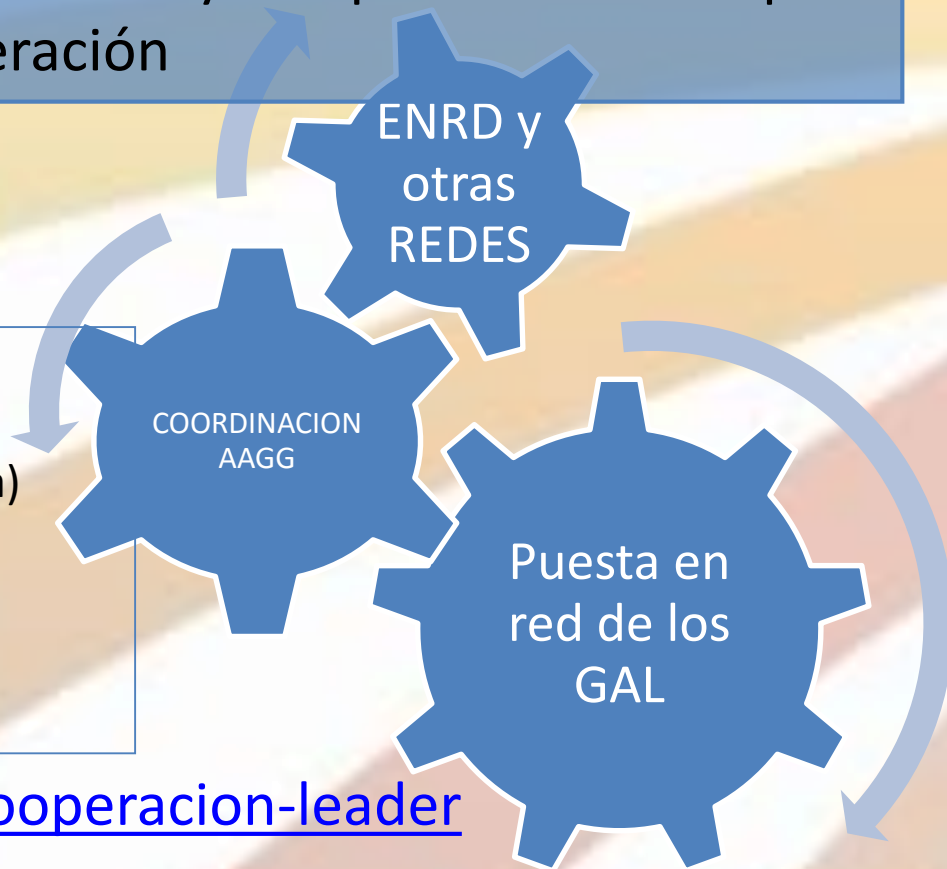 eración
ENRD y
otras
REDES
COORDINACION
AAGG
)
Puesta en
red de los
GAL
ooperacion-leader